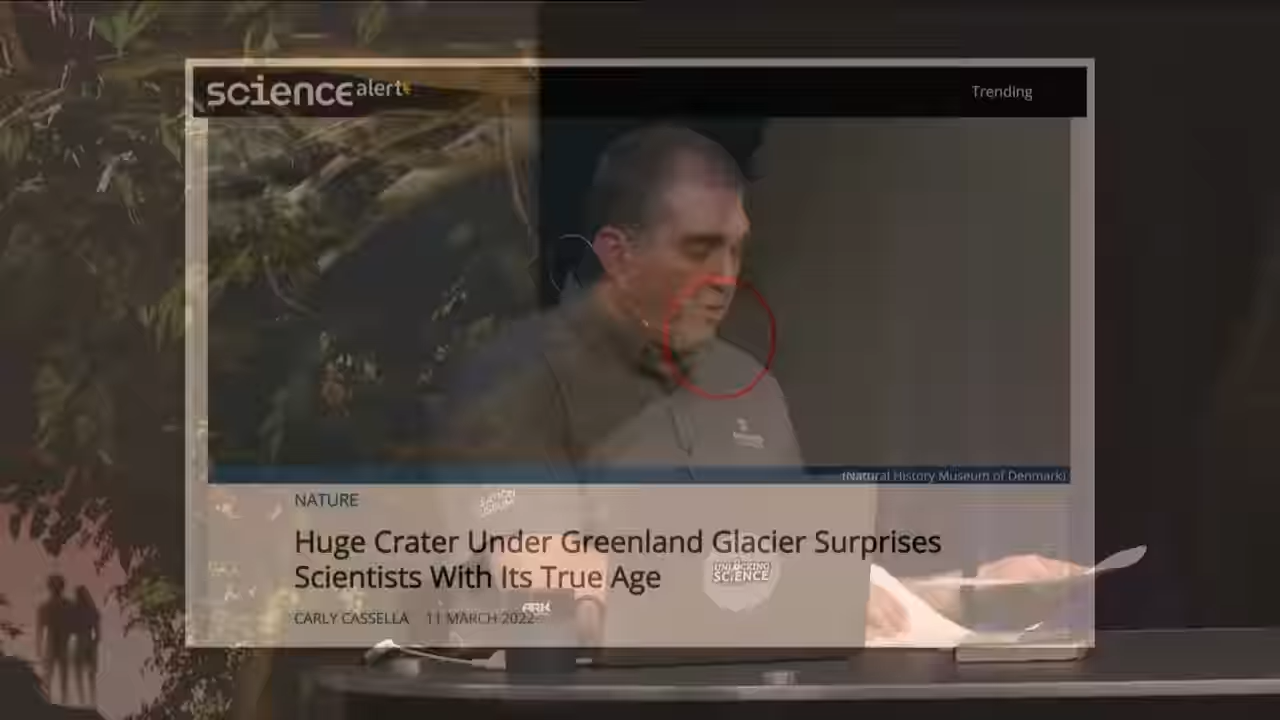 sciencealert
Trending
(Natural History Museum of Denmark)
NATURE
Huge Crater Under Greenland Glacier Surprises
Scientists With Its True Age
UNLOCKING
SCIENCE
ARK
CARLY CASSELLA 11 MARCH 2022